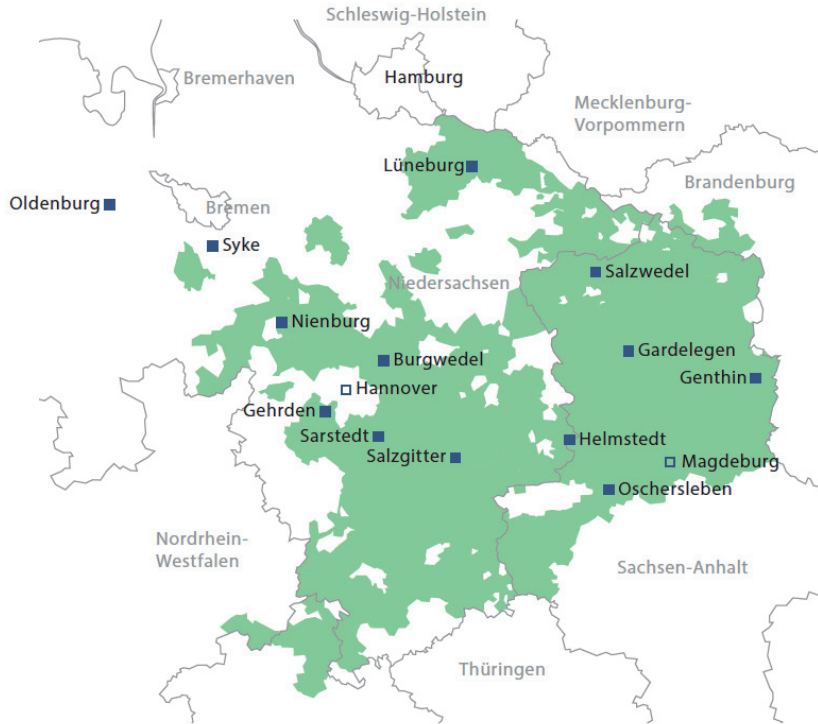 Schleswig-Holstein
Bremerhaven
Hamburg
Mecklenburg-
Vorpommern
Lüneburg
Brandenburg
Oldenburg
Bremen
Syke
Salzwedel
Niedersachsen
Nienburg
Gardelegen
Burgwedel
Genthin
Hannover
Gehrden
Sarstedt
Helmstedt
Salzgitter
Magdeburg
Oschersleben
Nordrhein-
Westfalen
Sachsen-Anhalt
Thüringen